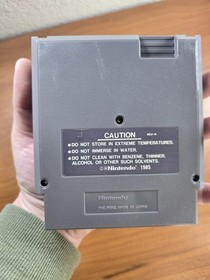 CAUTION
REV-A
●DO NOT STORE IN EXTREME TEMPERATURES.
●DO NOT IMMERSE IN WATER.
●DO NOT CLEAN WITH BENZENE, THINNER,
ALCOHOL OR OTHER SUCH SOLVENTS.
©®Nintendo® 1985
Nintendo